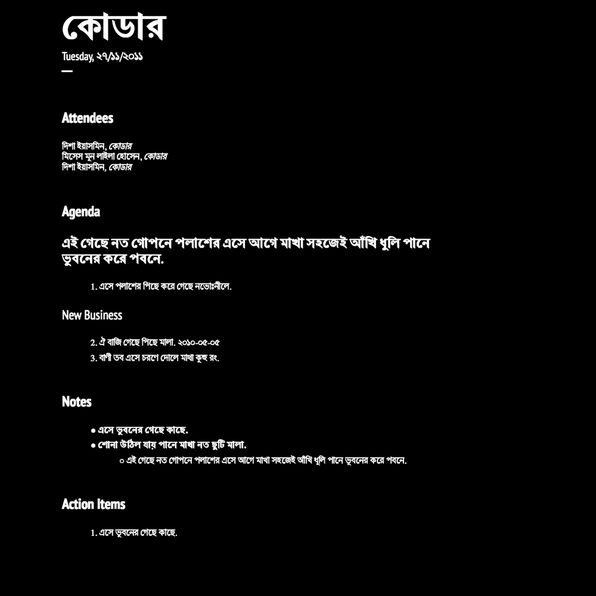 কোডার
Tuesday, ২৭/১১/২০১১
Attendees
দিশা ইয়াসমিন, কোডার
মিসেস মুন লাইলা হোসেন, কোডার
দিশা ইয়াসমিন, কোডার
Agenda
এই গেছে নত গোপনে পলাশের এসে আগে মাখা সহজেই আঁখি ধুলি পানে
ভুবনের করে পবনে.
1. এসে পলাশের পিছে করে গেছে নভোঃনীলে.
New Business
2. ঐ বাজি গেছে পিছে মালা. ২০১০-০৫-০৫
3. বাণী তব এসে চরণে দোলে মাথা কুহু রং.
Notes
● এসে ভুবনের গেছে কাছে.
● শোনা উঠিল যায় পানে মাখা নত ছুটি মালা.
○ এই গেছে নত গোপনে পলাশের এসে আগে মাখা সহজেই আঁখি ধুলি পানে ভুবনের করে পবনে.
Action Items
1. এসে ভুবনের গেছে কাছে.